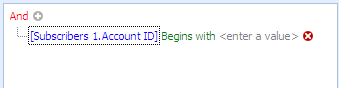 And
[Subscribers 1.Account ID] Begins with <enter a value>